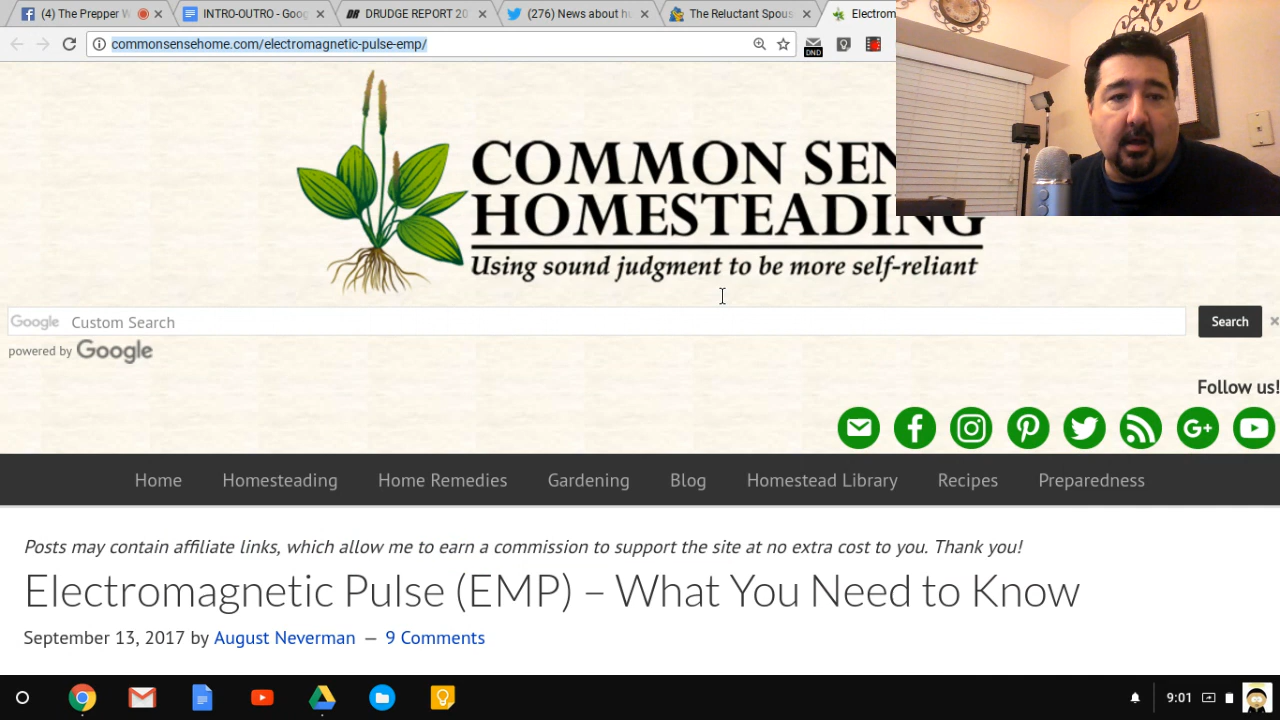 (4) The Prepper W
INTRO-OUTRO - Goog
DRUDGE REPORT 20
(276) News about hu
The Reluctant Spous
Electrom
commonsensehome.com/electromagnetic-pulse-emp/
DND
COMMON SEN
HOMESTEADING
Using sound judgment to be more self-reliant
Google Custom Search
Search
powered by Google
Follow us!
Home Homesteading Home Remedies Gardening Blog Homestead Library Recipes Preparedness
Posts may contain affiliate links, which allow me to earn a commission to support the site at no extra cost to you. Thank you!
Electromagnetic Pulse (EMP) – What You Need to Know
September 13, 2017 by August Neverman — 9 Comments
9:01